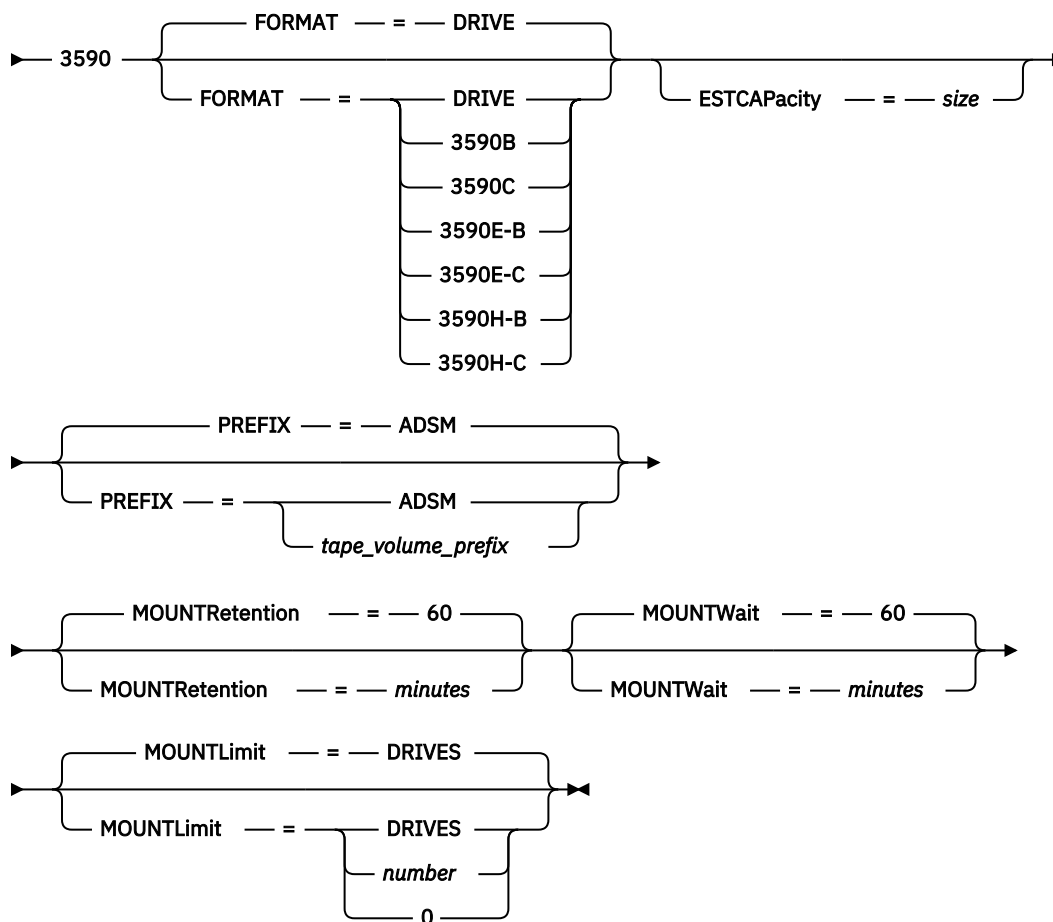 FORMAT = DRIVE
3590
FORMAT = DRIVE
ESTCAPacity = size
3590B
3590C
3590E-B
3590E-C
3590H-B
3590H-C
PREFIX = ADSM
PREFIX = ADSM
tape_volume_prefix
MOUNTRetention = 60 MOUNTWait = 60
MOUNTRetention = minutes MOUNTWait = minutes
MOUNTLimit = DRIVES
MOUNTLimit = DRIVES
number
0